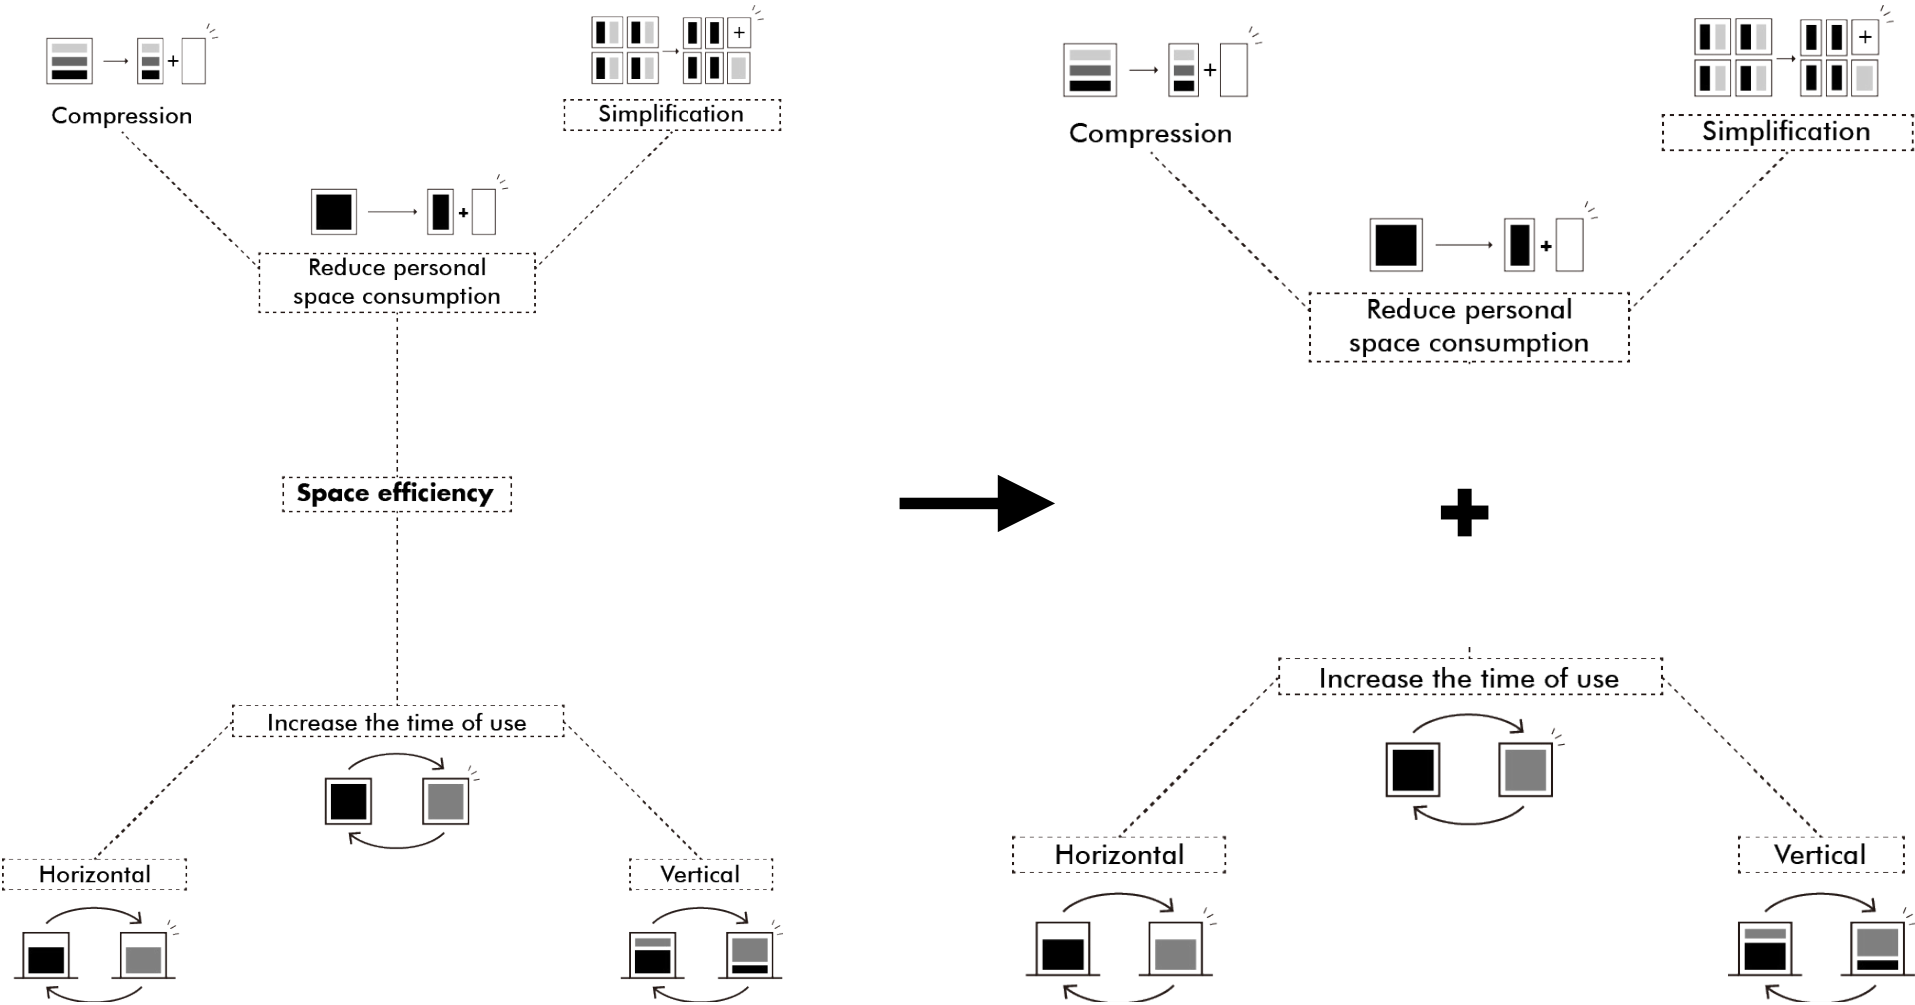 Compression
Simplification
Reduce personal
space consumption
Space efficiency
Increase the time of use
Horizontal
Vertical
Compression
Simplification
Reduce personal
space consumption
Increase the time of use
Horizontal
Vertical